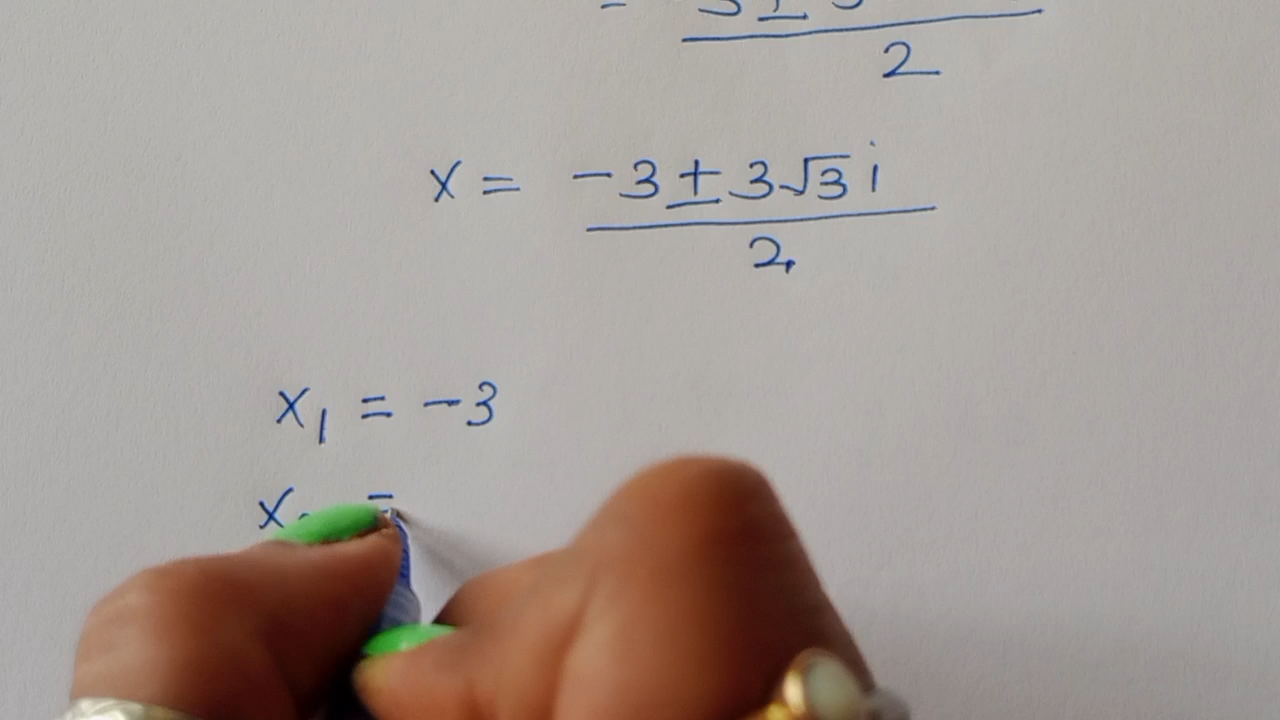 2
x = -3 ± 3√3 i
2
x₁ = -3
x =